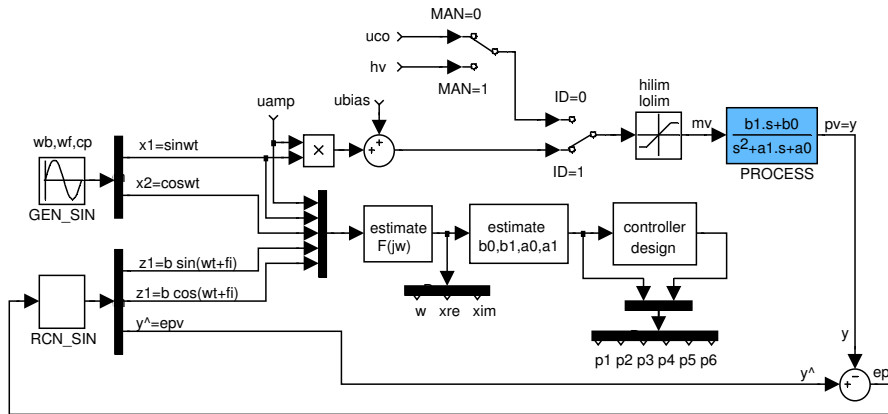 MAN=0
uco
hv
MAN=1
ID=0
hilim
lolim
uamp
ubias
mv
b1.s+b0
s2+a1.s+a0
pv=y
PROCESS
wb,wf,cp
x1=sinwt
×
+
+
ID=1
GEN_SIN
x2=coswt
estimate
F(jw)
estimate
b0,b1,a0,a1
controller
design
z1=b sin(wt+fi)
z1=b cos(wt+fi)
RCN_SIN
y^=epv
w xre xim
p1 p2 p3 p4 p5 p6
y
y^
+
−
ep